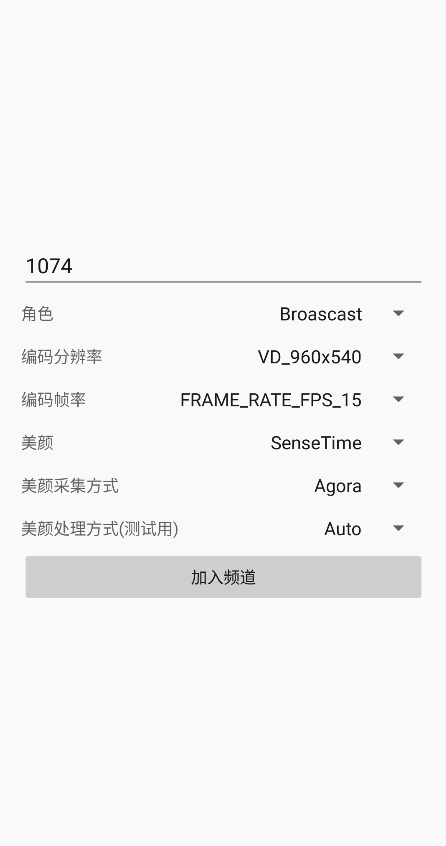 1074
角色 Broascast
编码分辨率 VD_960x540
编码帧率 FRAME_RATE_FPS_15
美颜 SenseTime
美颜采集方式 Agora
美颜处理方式(测试用) Auto
加入频道